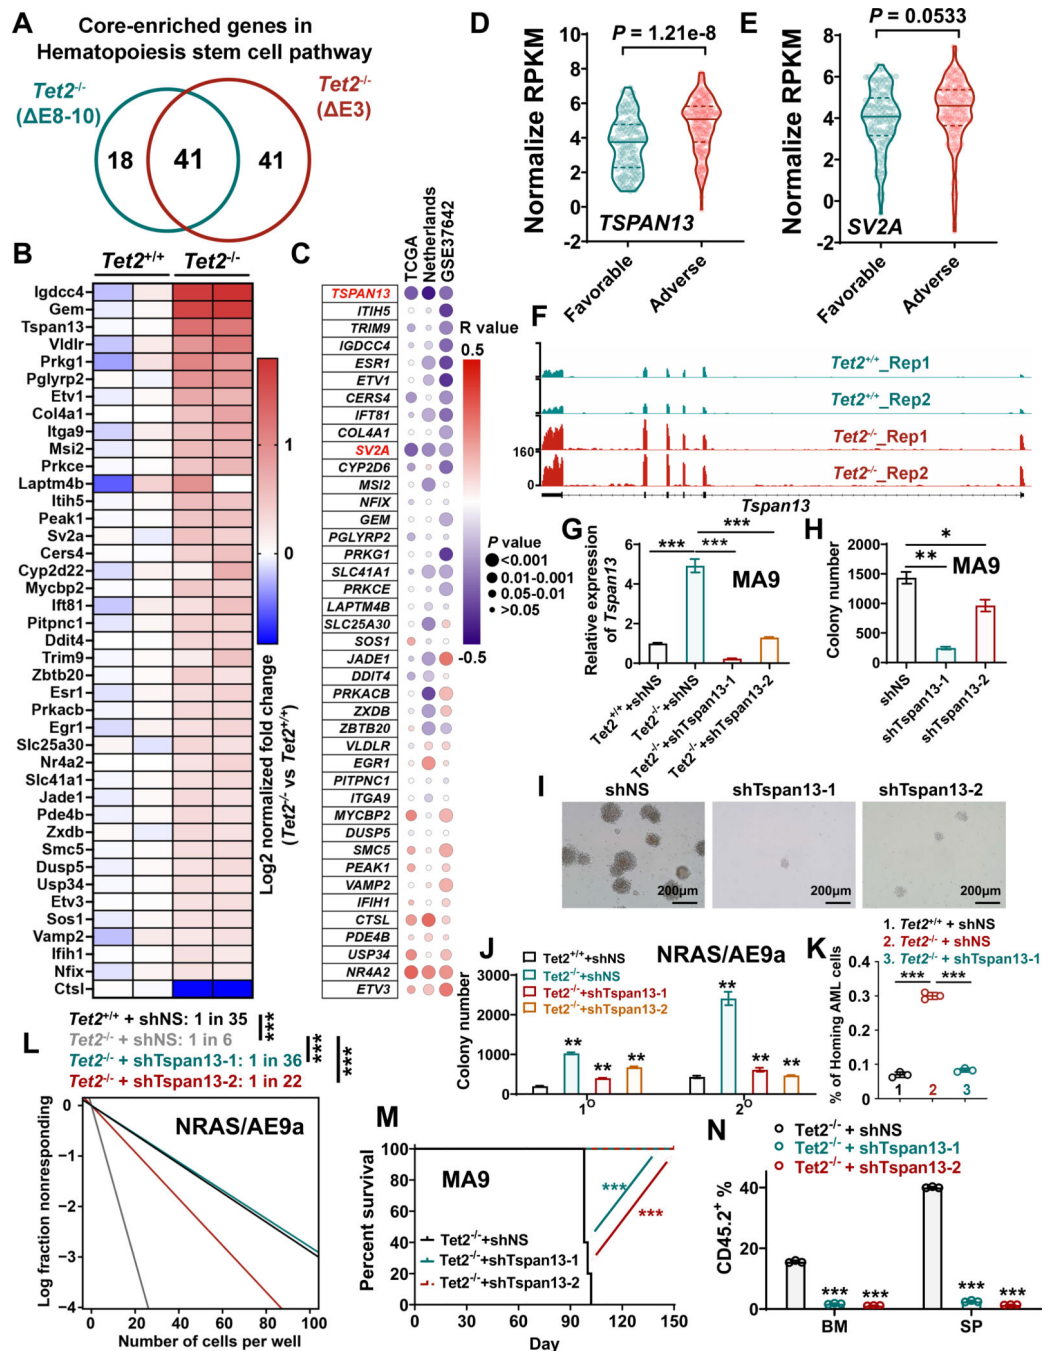 A
Core-enriched genes in
Hematopoiesis stem cell pathway
Tet2-/-
(ΔE8-10)
Tet2-/-
(ΔE3)
18
41
41
B
Tet2+/+
Tet2-/-
Igdcc4
Gem
Tspan13
Vldlr
Prkg1
Pglyrp2
Etv1
Col4a1
Itga9
Msi2
Prkce
Laptm4b
Itih5
Peak1
Sv2a
Cers4
Cyp2d22
Mycbp2
Ift81
Pitpnc1
Ddit4
Trim9
Zbtb20
Esr1
Prkacb
Egr1
Slc25a30
Nr4a2
Slc41a1
Jade1
Pde4b
Zxdb
Smc5
Dusp5
Usp34
Etv3
Sos1
Vamp2
Ifih1
Nfix
Ctsl
1
0
Log2 normalized fold change
(Tet2-/- vs Tet2+/+)
C
TCGA
Netherlands
GSE37642
TSPAN13
ITIH5
TRIM9
IGDCC4
ESR1
ETV1
CERS4
IFT81
COL4A1
SV2A
CYP2D6
MSI2
NFIX
GEM
PGLYRP2
PRKG1
SLC41A1
PRKCE
LAPTM4B
SLC25A30
SOS1
JADE1
DDIT4
PRKACB
ZXDB
ZBTB20
VLDLR
EGR1
PITPNC1
ITGA9
MYCBP2
DUSP5
SMC5
PEAK1
VAMP2
IFIH1
CTSL
PDE4B
USP34
NR4A2
ETV3
R value
0.5
-0.5
P value
<0.001
0.01-0.001
0.05-0.01
>0.05
D
P = 1.21e-8
Normalize RPKM
10
8
6
4
2
0
-2
TSPAN13
Favorable
Adverse
E
P = 0.0533
Normalize RPKM
8
6
4
2
0
-2
SV2A
Favorable
Adverse
F
Tet2+/+_Rep1
Tet2+/+_Rep2
Tet2-/-_Rep1
160
Tet2-/-_Rep2
0
Tspan13
G
Relative expression
of Tspan13
6
4
2
0
***
***
***
MA9
Tet2+/++shNS
Tet2-/-+shNS
Tet2-/-+shTspan13-1
Tet2-/-+shTspan13-2
H
Colony number
2000
1500
1000
500
0
*
**
MA9
shNS
shTspan13-1
shTspan13-2
I
shNS
shTspan13-1
shTspan13-2
200μm
200μm
200μm
J
Tet2+/++shNS
Tet2-/-+shNS
Tet2-/-+shTspan13-1
Tet2-/-+shTspan13-2
NRAS/AE9a
Colony number
3000
2000
1000
0
**
**
**
**
**
**
1°
2°
K
1. Tet2+/+ + shNS
2. Tet2-/- + shNS
3. Tet2-/- + shTspan13-1
% of Homing AML cells
0.4
0.3
0.2
0.1
0
***
***
1
2
3
L
Tet2+/+ + shNS: 1 in 35
Tet2-/- + shNS: 1 in 6
Tet2-/- + shTspan13-1: 1 in 36
Tet2-/- + shTspan13-2: 1 in 22
***
***
***
NRAS/AE9a
Log fraction nonresponding
0
−1
−2
−3
−4
0
20
40
60
80
100
Number of cells per well
M
MA9
Percent survival
100
80
60
40
20
0
***
***
Tet2-/-+shNS
Tet2-/-+shTspan13-1
Tet2-/-+shTspan13-2
0
30
60
90
120
150
Day
N
Tet2-/- + shNS
Tet2-/- + shTspan13-1
Tet2-/- + shTspan13-2
CD45.2+ %
40
20
0
***
***
***
***
BM
SP